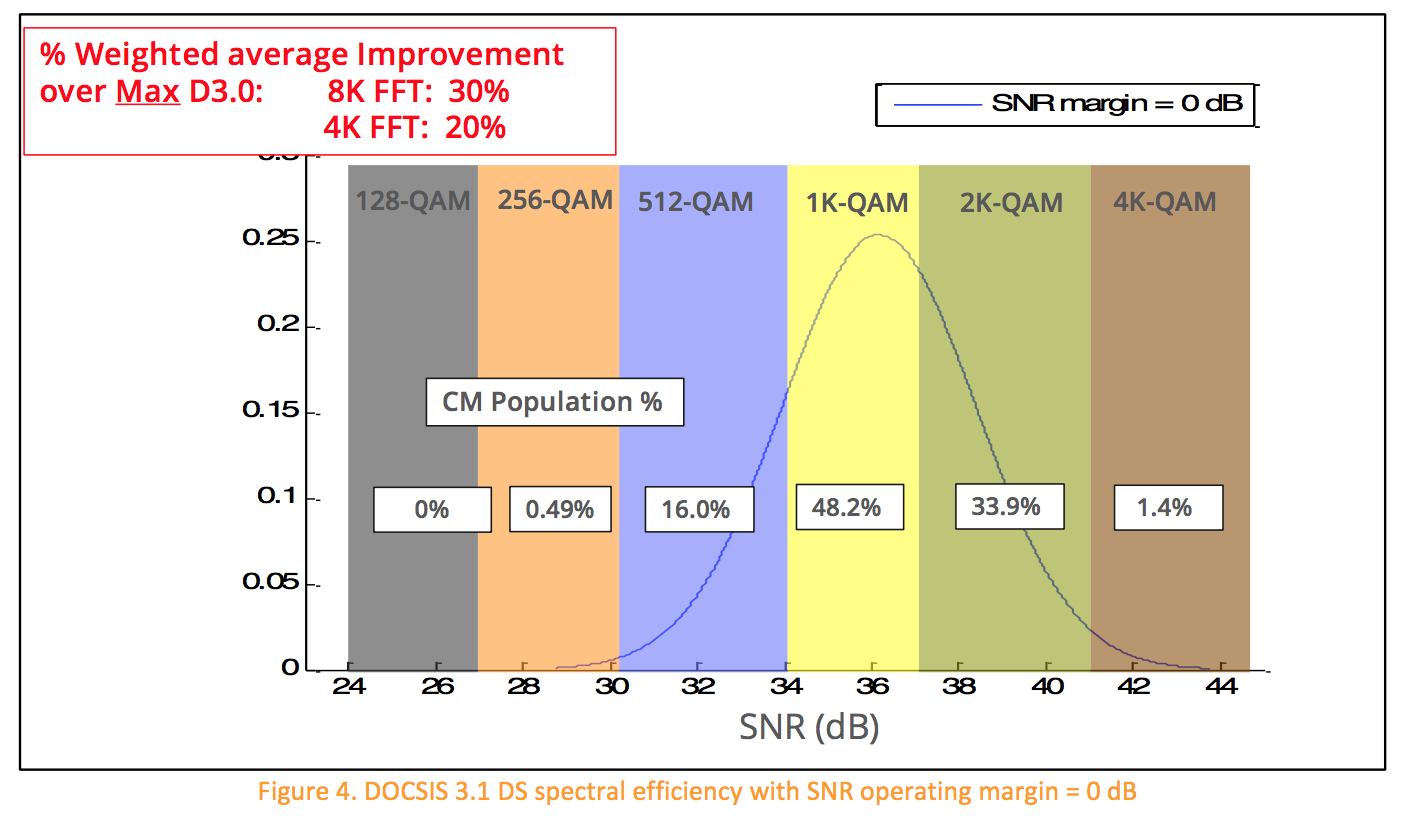 % Weighted average Improvement
over Max D3.0: 8K FFT: 30%
4K FFT: 20%
SNR margin = 0 dB
128-QAM 256-QAM 512-QAM 1K-QAM 2K-QAM 4K-QAM
0.25
0.2
0.15
0.1
0.05
0
CM Population %
0% 0.49% 16.0% 48.2% 33.9% 1.4%
24 26 28 30 32 34 36 38 40 42 44
SNR (dB)
Figure 4. DOCSIS 3.1 DS spectral efficiency with SNR operating margin = 0 dB